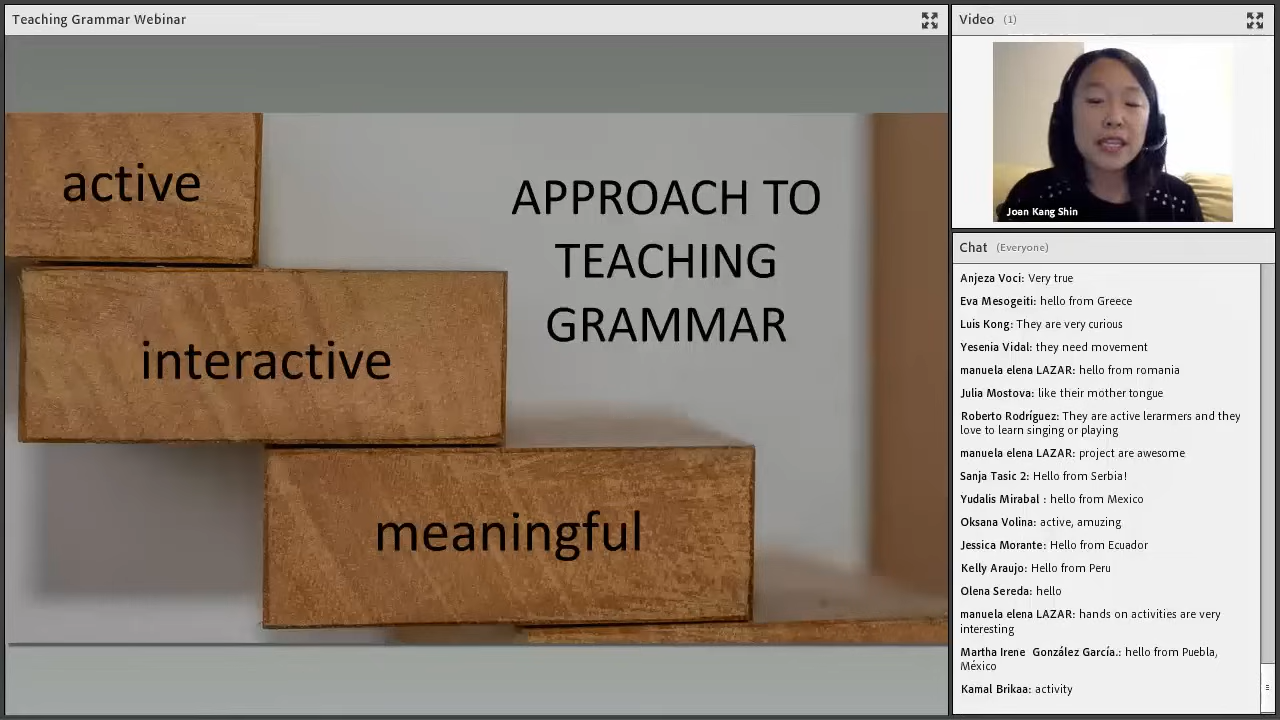 Teaching Grammar Webinar
active
interactive
meaningful
APPROACH TO
TEACHING
GRAMMAR
Video (1)
Joan Kang Shin
Chat (Everyone)
Anjeza Voci: Very true
Eva Mesogeiti: hello from Greece
Luis Kong: They are very curious
Yesenia Vidal: they need movement
manuela elena LAZAR: hello from romania
Julia Mostova: like their mother tongue
Roberto Rodríguez: They are active lerarmers and they
love to learn singing or playing
manuela elena LAZAR: project are awesome
Sanja Tasic 2: Hello from Serbia!
Yudalis Mirabal : hello from Mexico
Oksana Volina: active, amuzing
Jessica Morante: Hello from Ecuador
Kelly Araujo: Hello from Peru
Olena Sereda: hello
manuela elena LAZAR: hands on activities are very
interesting
Martha Irene  González García.: hello from Puebla,
México
Kamal Brikaa: activity